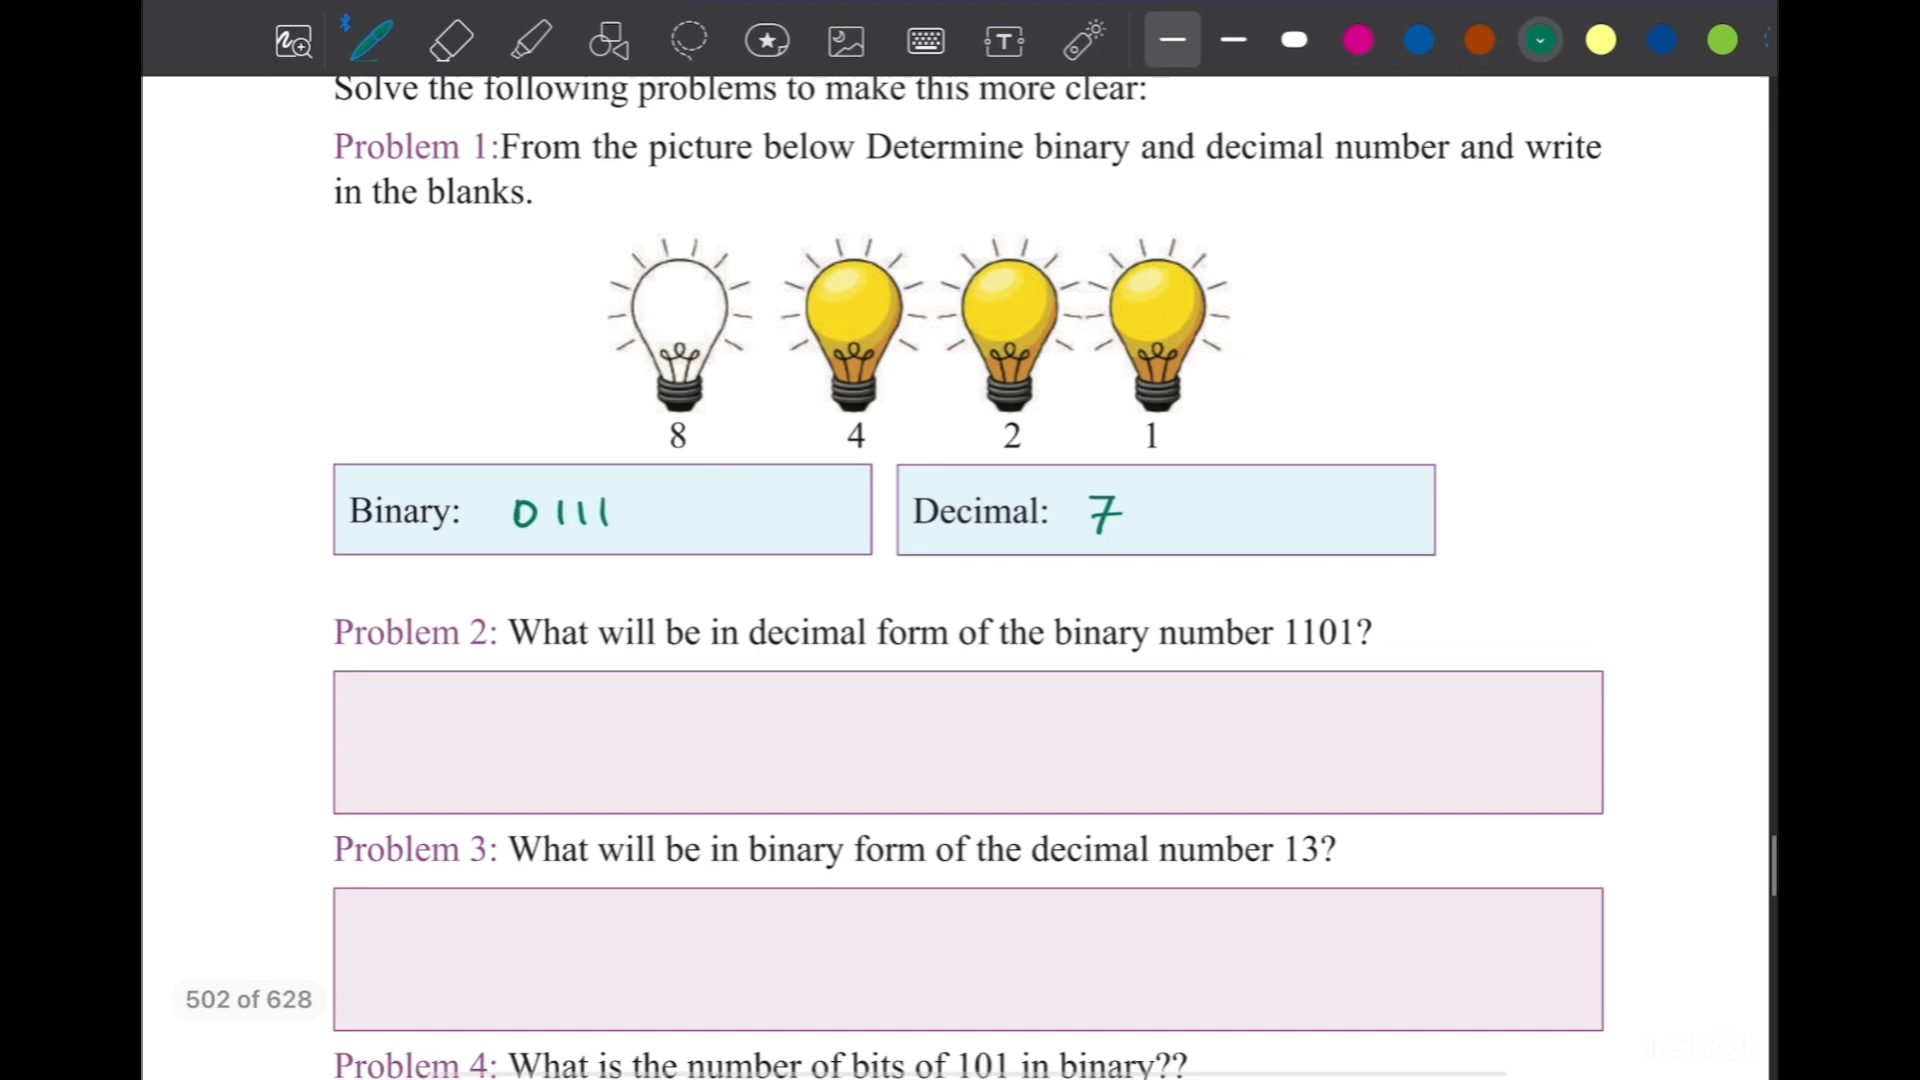 Solve the following problems to make this more clear:
Problem 1:From the picture below Determine binary and decimal number and write
in the blanks.
8 4 2 1
Binary: 0111
Decimal: 7
Problem 2: What will be in decimal form of the binary number 1101?
Problem 3: What will be in binary form of the decimal number 13?
502 of 628
Problem 4: What is the number of bits of 101 in binary??